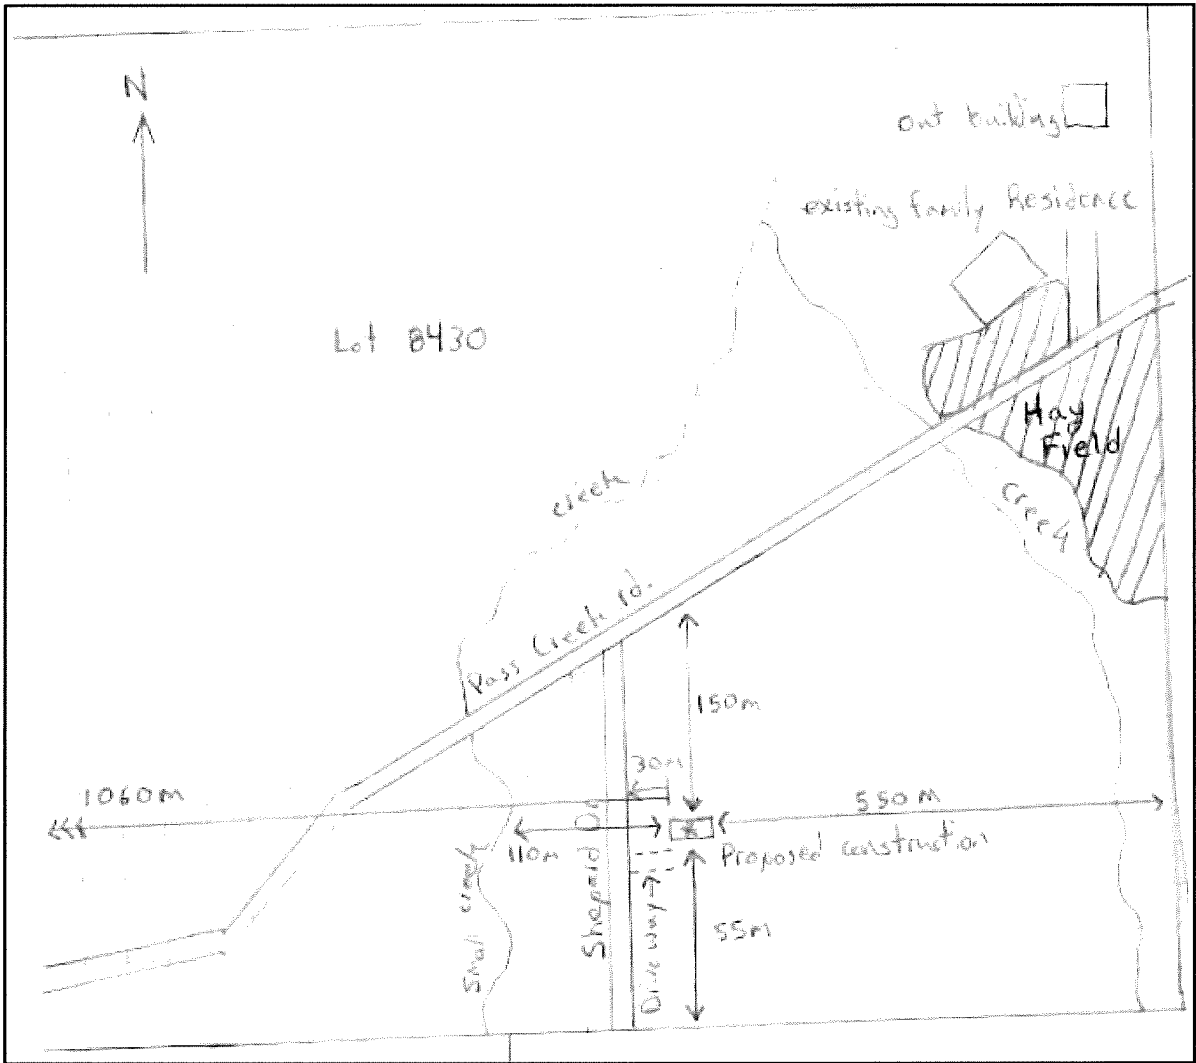 N
out building
existing family Residence
Lot 8430
Hay
Field
creek
Creek
Pass Creek rd.
150m
30m
1060M
550M
110m
Proposed construction
Small creek
Shepard Dr
Drive way
55m